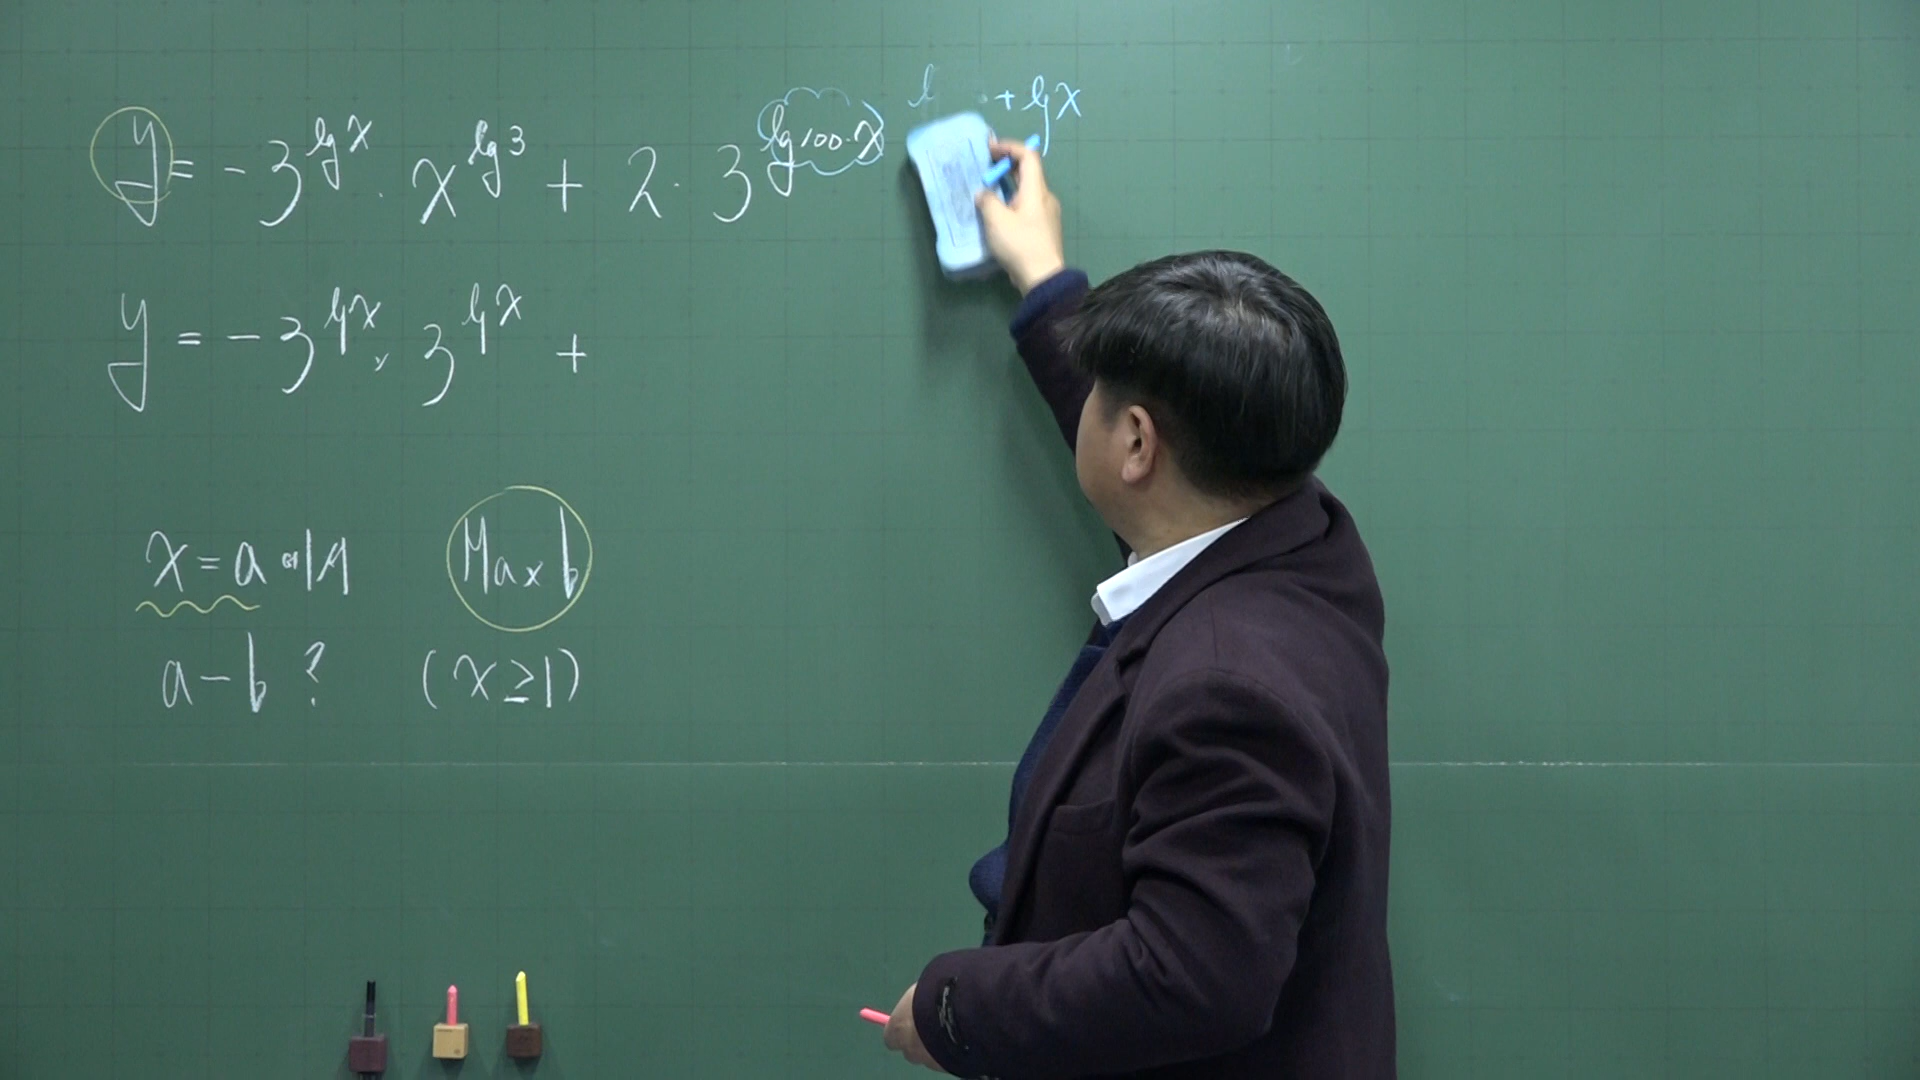 y = -3^{lg x} · x^{lg 3} + 2 · 3^{lg 100·x} + lg x
y = -3^{lg x} × 3^{lg x} +
x = a 에서 Max b
a - b ? (x ≥ 1)